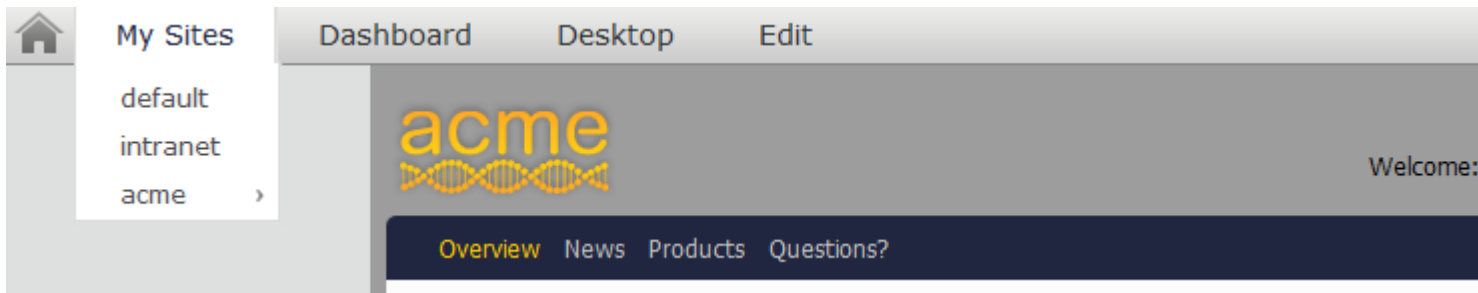 My Sites Dashboard Desktop Edit
default
intranet
acme ›
acme
Welcome:
Overview News Products Questions?